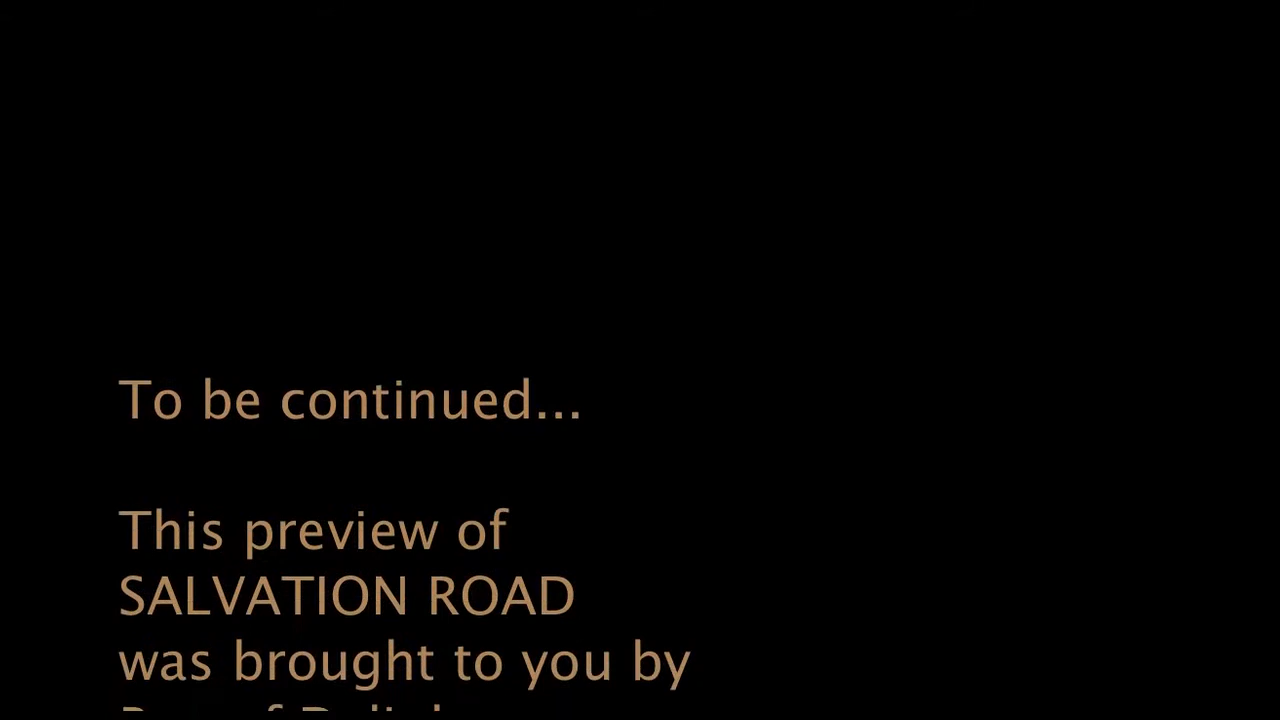 To be continued...
This preview of
SALVATION ROAD
was brought to you by